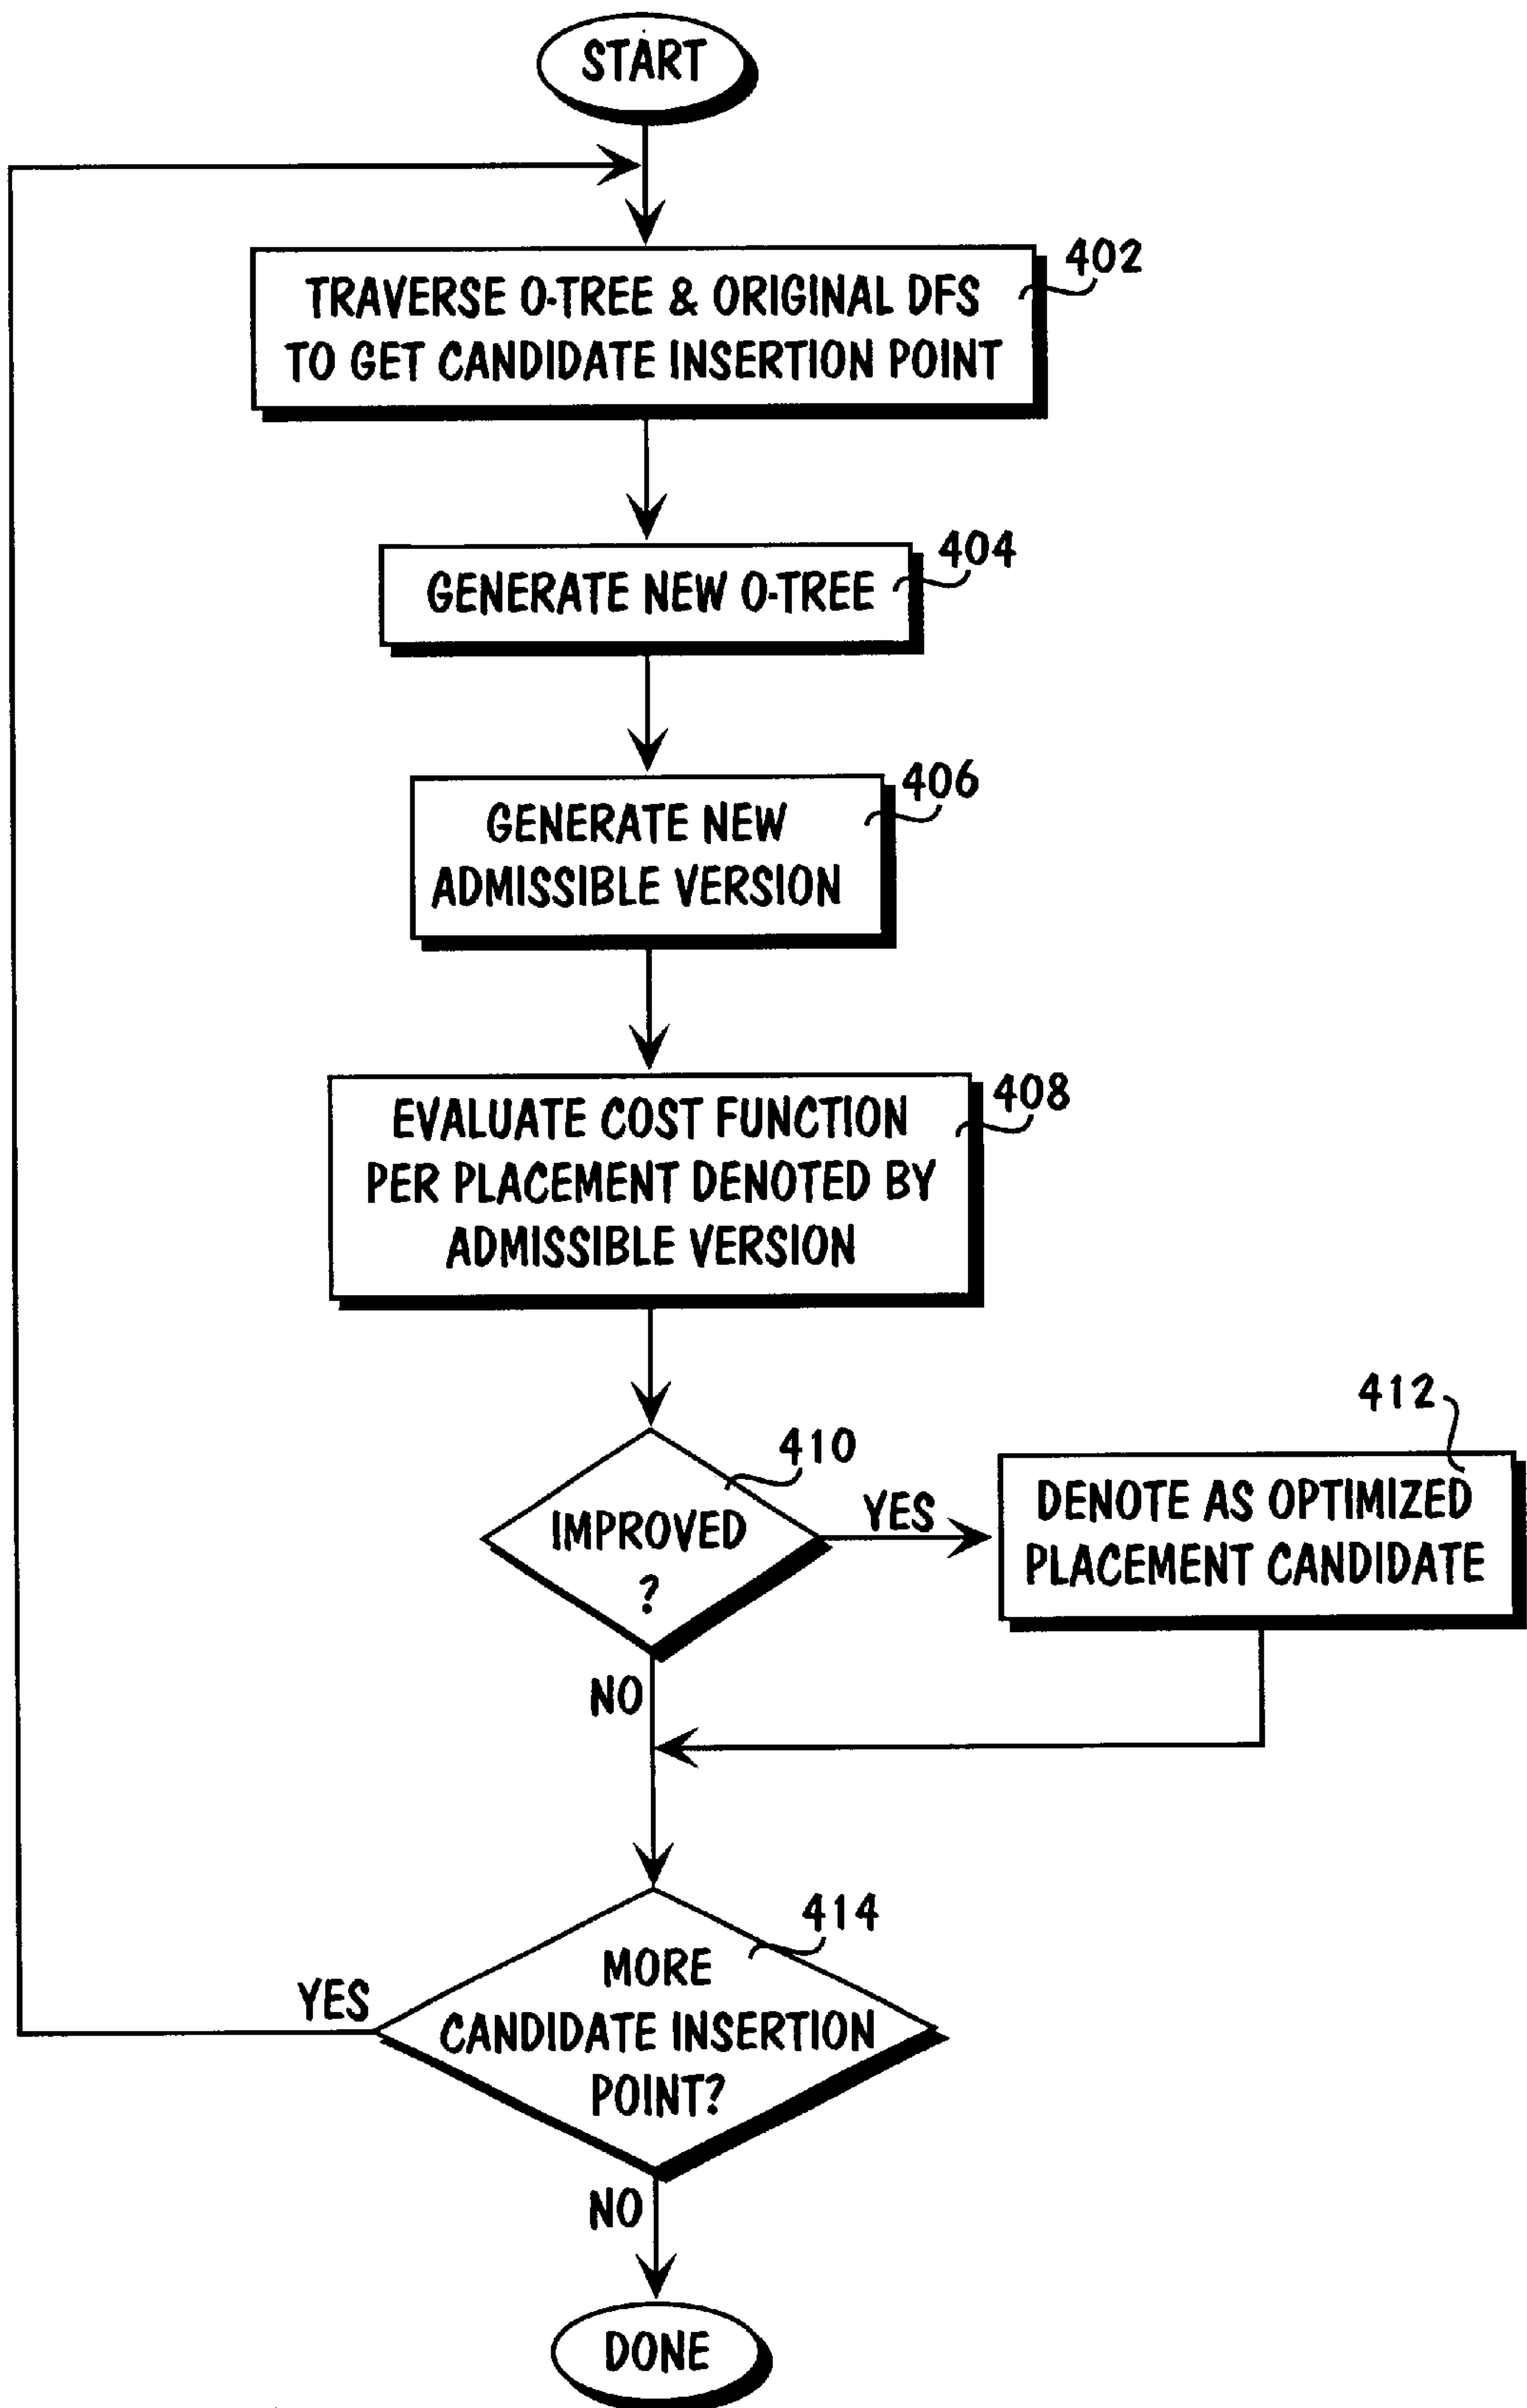 START
402
TRAVERSE O-TREE & ORIGINAL DFS
TO GET CANDIDATE INSERTION POINT
404
GENERATE NEW O-TREE
406
GENERATE NEW
ADMISSIBLE VERSION
408
EVALUATE COST FUNCTION
PER PLACEMENT DENOTED BY
ADMISSIBLE VERSION
410
IMPROVED
?
YES
412
DENOTE AS OPTIMIZED
PLACEMENT CANDIDATE
NO
414
MORE
CANDIDATE INSERTION
POINT?
YES
NO
DONE